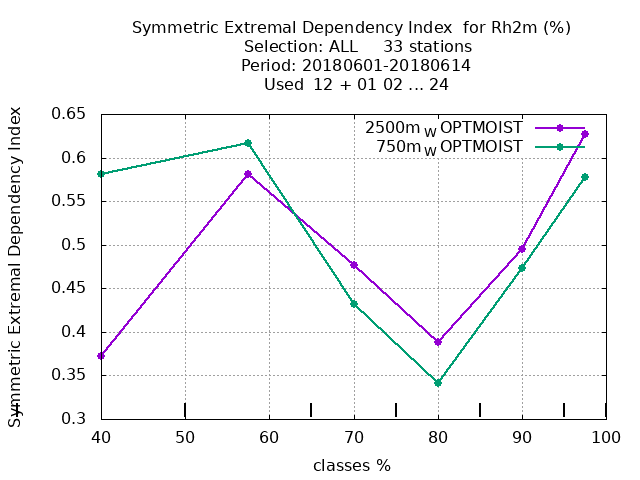 Symmetric Extremal Dependency Index  for Rh2m (%)
Selection: ALL     33 stations
Period: 20180601-20180614
Used  12 + 01 02 ... 24
Symmetric Extremal Dependency Index
0.65
0.6
0.55
0.5
0.45
0.4
0.35
0.3
2500m W OPTMOIST
750m W OPTMOIST
40 50 60 70 80 90 100
classes %